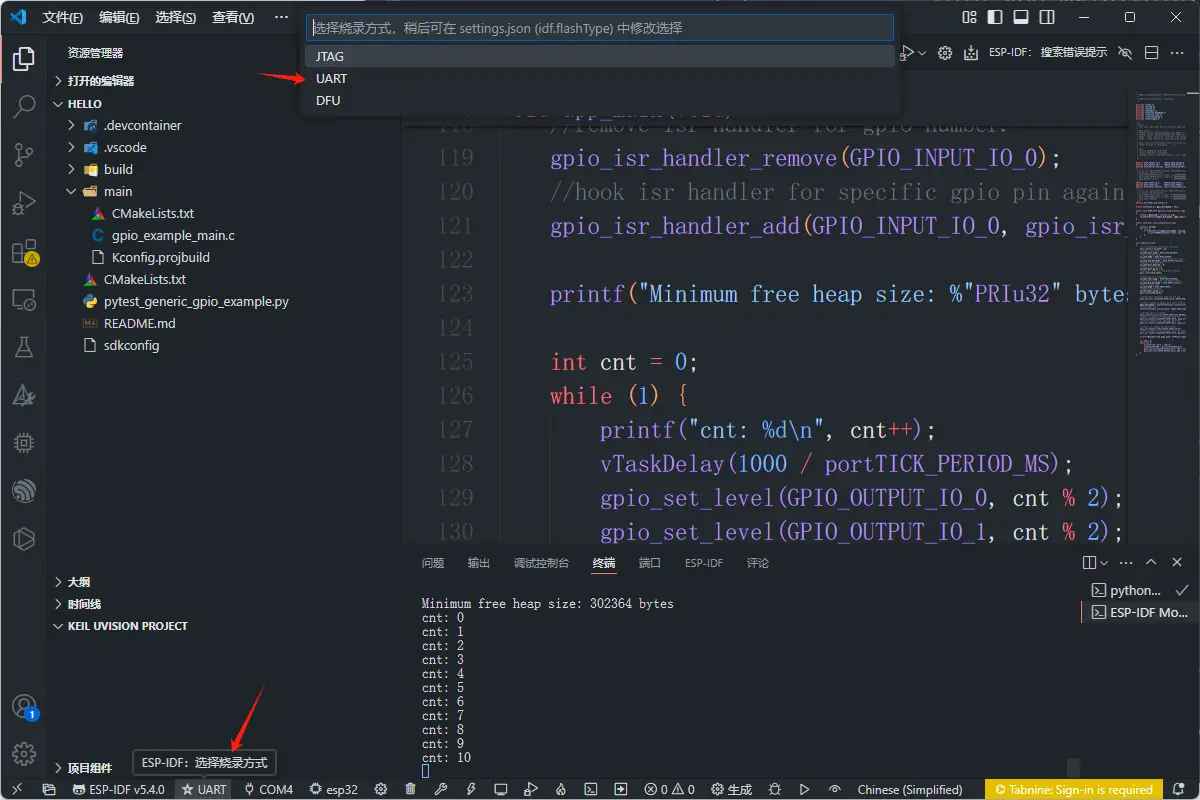 文件(F) 编辑(E) 选择(S) 查看(V) ···
选择烧录方式，稍后可在 settings.json (idf.flashType) 中修改选择
JTAG
UART
DFU
ESP-IDF： 搜索错误提示
资源管理器
打开的编辑器
HELLO
.devcontainer
.vscode
build
main
CMakeLists.txt
gpio_example_main.c
Kconfig.projbuild
CMakeLists.txt
pytest_generic_gpio_example.py
README.md
sdkconfig
大纲
时间线
KEIL UVISION PROJECT
项目组件
118 //remove isr handler for gpio number.
119 gpio_isr_handler_remove(GPIO_INPUT_IO_0);
120 //hook isr handler for specific gpio pin again
121 gpio_isr_handler_add(GPIO_INPUT_IO_0, gpio_isr_
122
123 printf("Minimum free heap size: %"PRIu32" byte
124
125 int cnt = 0;
126 while (1) {
127 printf("cnt: %d\n", cnt++);
128 vTaskDelay(1000 / portTICK_PERIOD_MS);
129 gpio_set_level(GPIO_OUTPUT_IO_0, cnt % 2);
130 gpio_set_level(GPIO_OUTPUT_IO_1, cnt % 2);
问题 输出 调试控制台 终端 端口 ESP-IDF 评论
python...
ESP-IDF Mo...
Minimum free heap size: 302364 bytes
cnt: 0
cnt: 1
cnt: 2
cnt: 3
cnt: 4
cnt: 5
cnt: 6
cnt: 7
cnt: 8
cnt: 9
cnt: 10
1
ESP-IDF：选择烧录方式
ESP-IDF v5.4.0 UART COM4 esp32 0 0 生成 Chinese (Simplified) Tabnine: Sign-in is required